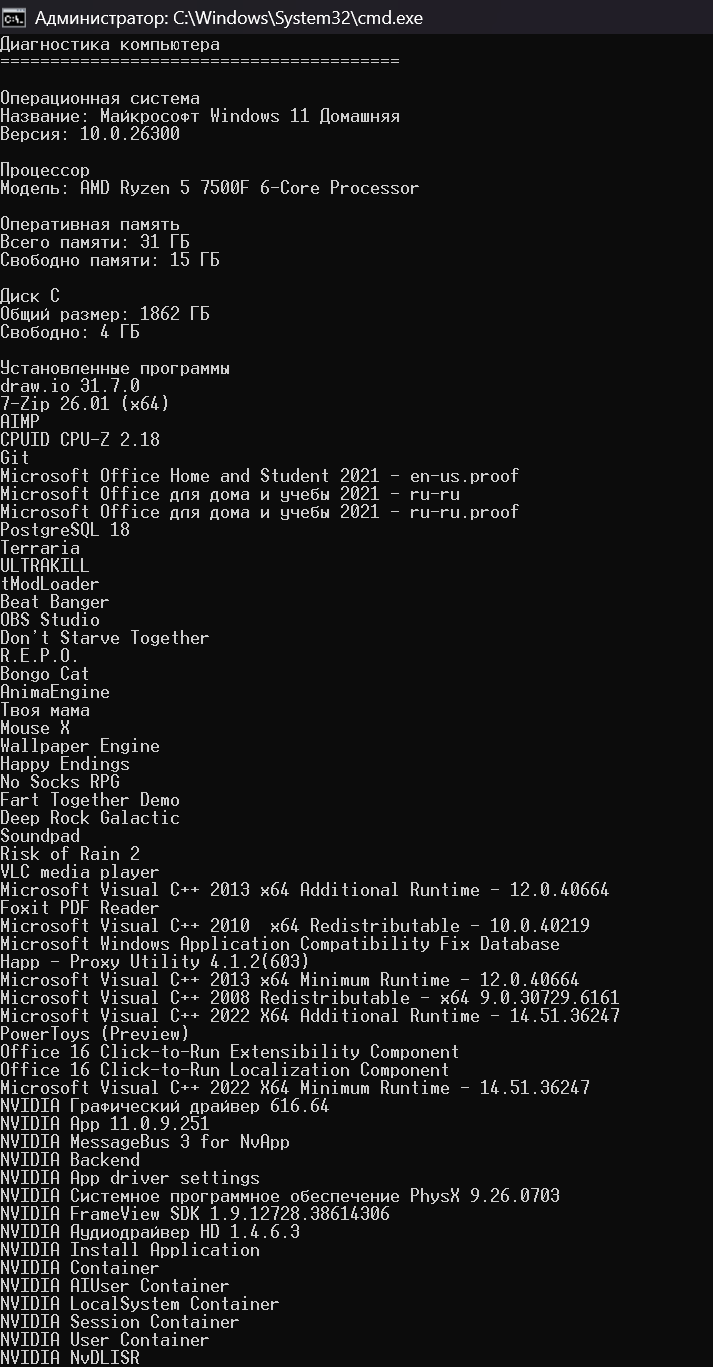 Администратор: C:\Windows\System32\cmd.exe
Диагностика компьютера
========================================
Операционная система
Название: Майкрософт Windows 11 Домашняя
Версия: 10.0.26300
Процессор
Модель: AMD Ryzen 5 7500F 6-Core Processor
Оперативная память
Всего памяти: 31 ГБ
Свободно памяти: 15 ГБ
Диск C
Общий размер: 1862 ГБ
Свободно: 4 ГБ
Установленные программы
draw.io 31.7.0
7-Zip 26.01 (x64)
AIMP
CPUID CPU-Z 2.18
Git
Microsoft Office Home and Student 2021 - en-us.proof
Microsoft Office для дома и учебы 2021 - ru-ru
Microsoft Office для дома и учебы 2021 - ru-ru.proof
PostgreSQL 18
Terraria
ULTRAKILL
tModLoader
Beat Banger
OBS Studio
Don't Starve Together
R.E.P.O.
Bongo Cat
AnimaEngine
Твоя мама
Mouse X
Wallpaper Engine
Happy Endings
No Socks RPG
Fart Together Demo
Deep Rock Galactic
Soundpad
Risk of Rain 2
VLC media player
Microsoft Visual C++ 2013 x64 Additional Runtime - 12.0.40664
Foxit PDF Reader
Microsoft Visual C++ 2010  x64 Redistributable - 10.0.40219
Microsoft Windows Application Compatibility Fix Database
Happ - Proxy Utility 4.1.2(603)
Microsoft Visual C++ 2013 x64 Minimum Runtime - 12.0.40664
Microsoft Visual C++ 2008 Redistributable - x64 9.0.30729.6161
Microsoft Visual C++ 2022 X64 Additional Runtime - 14.51.36247
PowerToys (Preview)
Office 16 Click-to-Run Extensibility Component
Office 16 Click-to-Run Localization Component
Microsoft Visual C++ 2022 X64 Minimum Runtime - 14.51.36247
NVIDIA Графический драйвер 616.64
NVIDIA App 11.0.9.251
NVIDIA MessageBus 3 for NvApp
NVIDIA Backend
NVIDIA App driver settings
NVIDIA Системное программное обеспечение PhysX 9.26.0703
NVIDIA FrameView SDK 1.9.12728.38614306
NVIDIA Аудиодрайвер HD 1.4.6.3
NVIDIA Install Application
NVIDIA Container
NVIDIA AIUser Container
NVIDIA LocalSystem Container
NVIDIA Session Container
NVIDIA User Container
NVIDIA NvDLISR